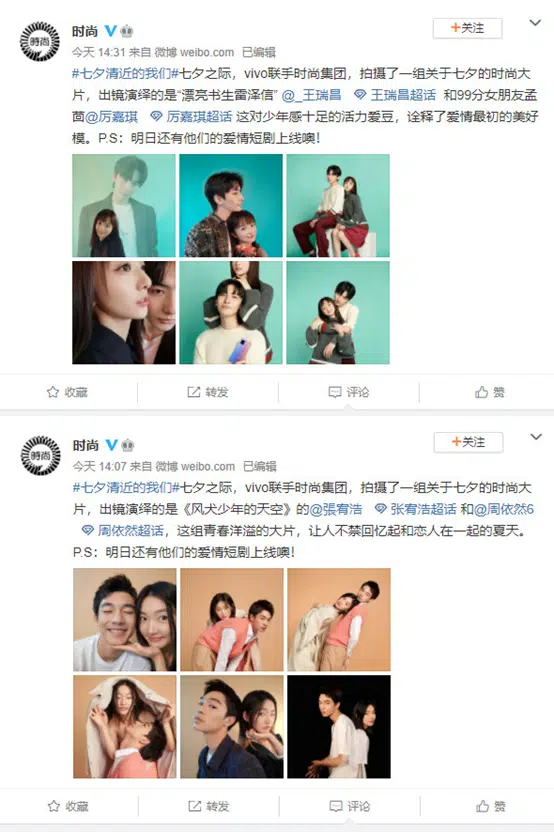 時尚
时尚
+关注
今天 14:31 来自 微博 weibo.com 已编辑
#七夕清近的我们#七夕之际，vivo联手时尚集团，拍摄了一组关于七夕的时尚大
片，出镜演绎的是“漂亮书生雷泽信” @_王瑞昌 王瑞昌超话 和99分女朋友孟
茴@厉嘉琪 厉嘉琪超话 这对少年感十足的活力爱豆，诠释了爱情最初的美好
模。P.S：明日还有他们的爱情短剧上线噢！
收藏
转发
评论
赞
時尚
时尚
+关注
今天 14:07 来自 微博 weibo.com 已编辑
#七夕清近的我们#七夕之际，vivo联手时尚集团，拍摄了一组关于七夕的时尚大
片，出镜演绎的是《风犬少年的天空》的@张宥浩 张宥浩超话 和@周依然6
周依然超话，这组青春洋溢的大片，让人不禁回忆起和恋人在一起的夏天。
P.S：明日还有他们的爱情短剧上线噢！
收藏
转发
评论
赞